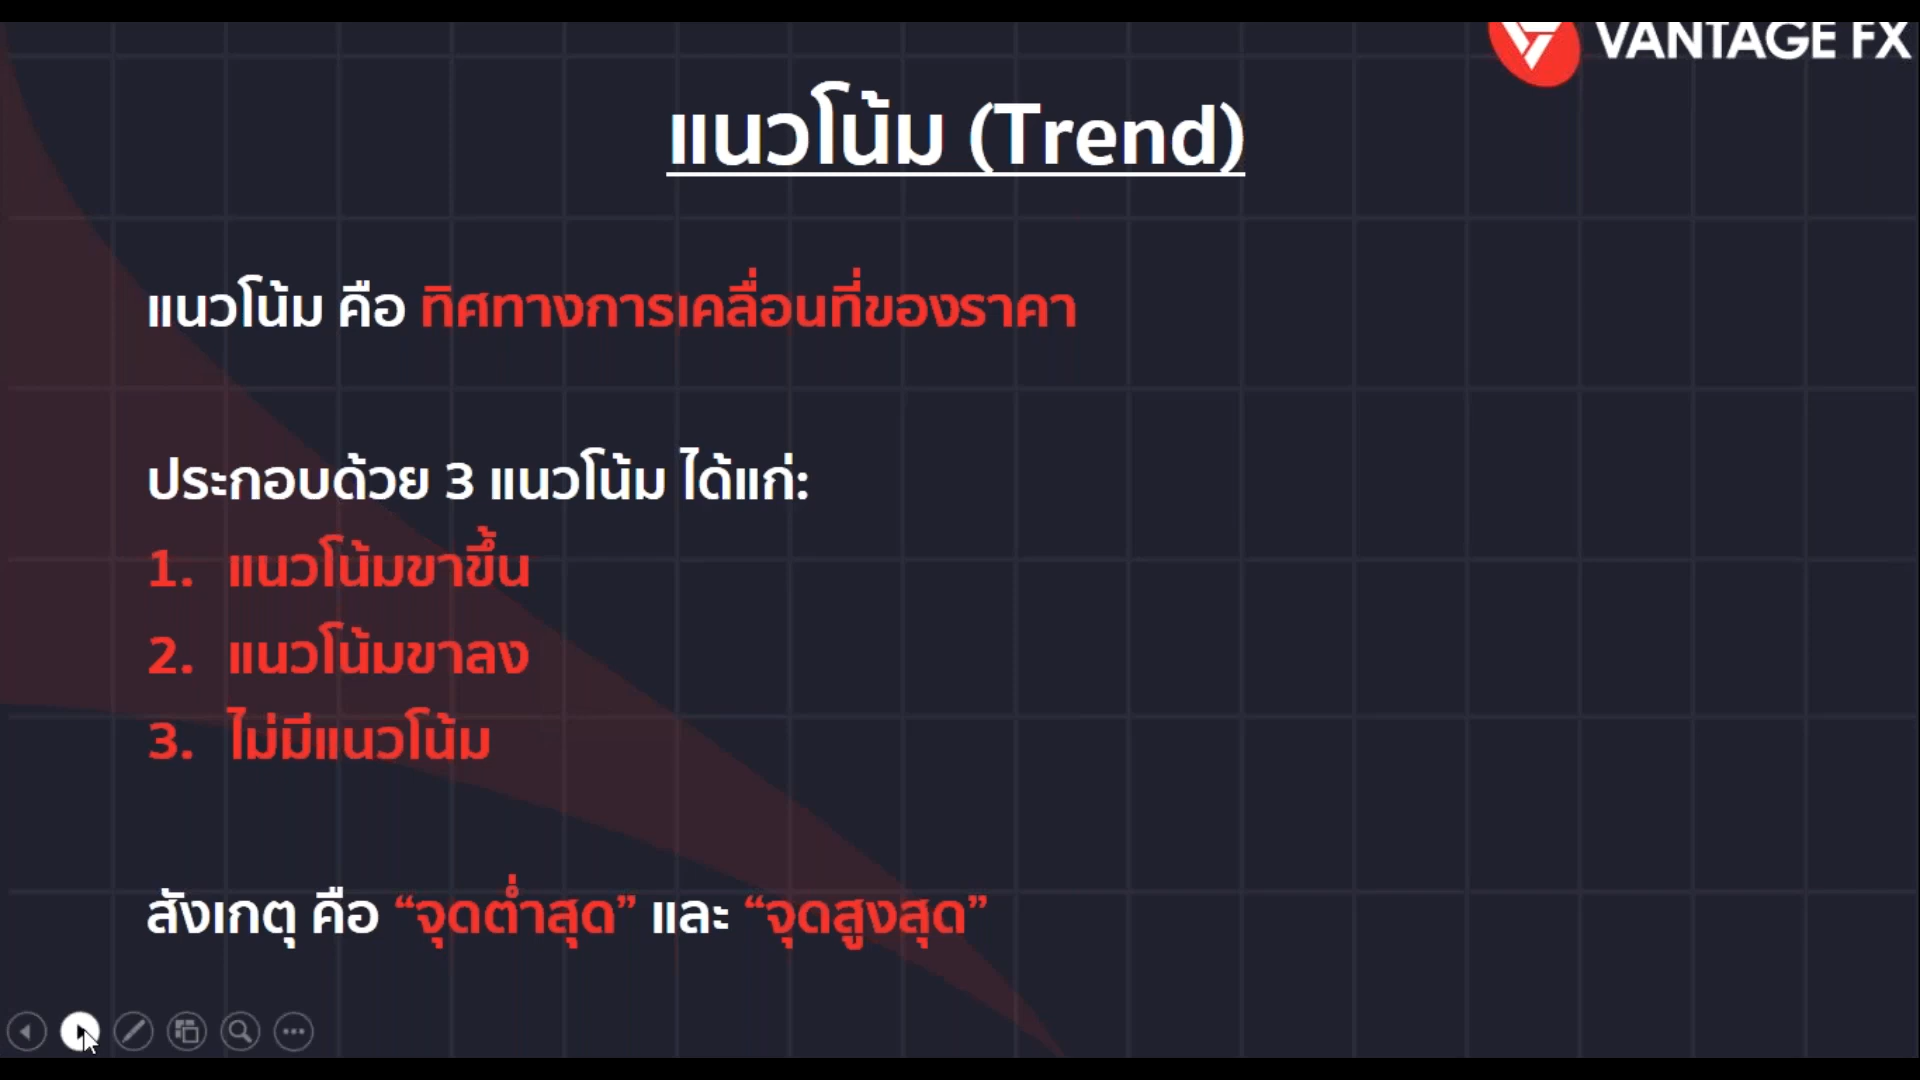 VANTAGE FX
แนวโน้ม (Trend)
แนวโน้ม คือ ทิศทางการเคลื่อนที่ของราคา
ประกอบด้วย 3 แนวโน้ม ได้แก่:
1. แนวโน้มขาขึ้น
2. แนวโน้มขาลง
3. ไม่มีแนวโน้ม
สังเกตุ คือ “จุดต่ำสุด” และ “จุดสูงสุด”